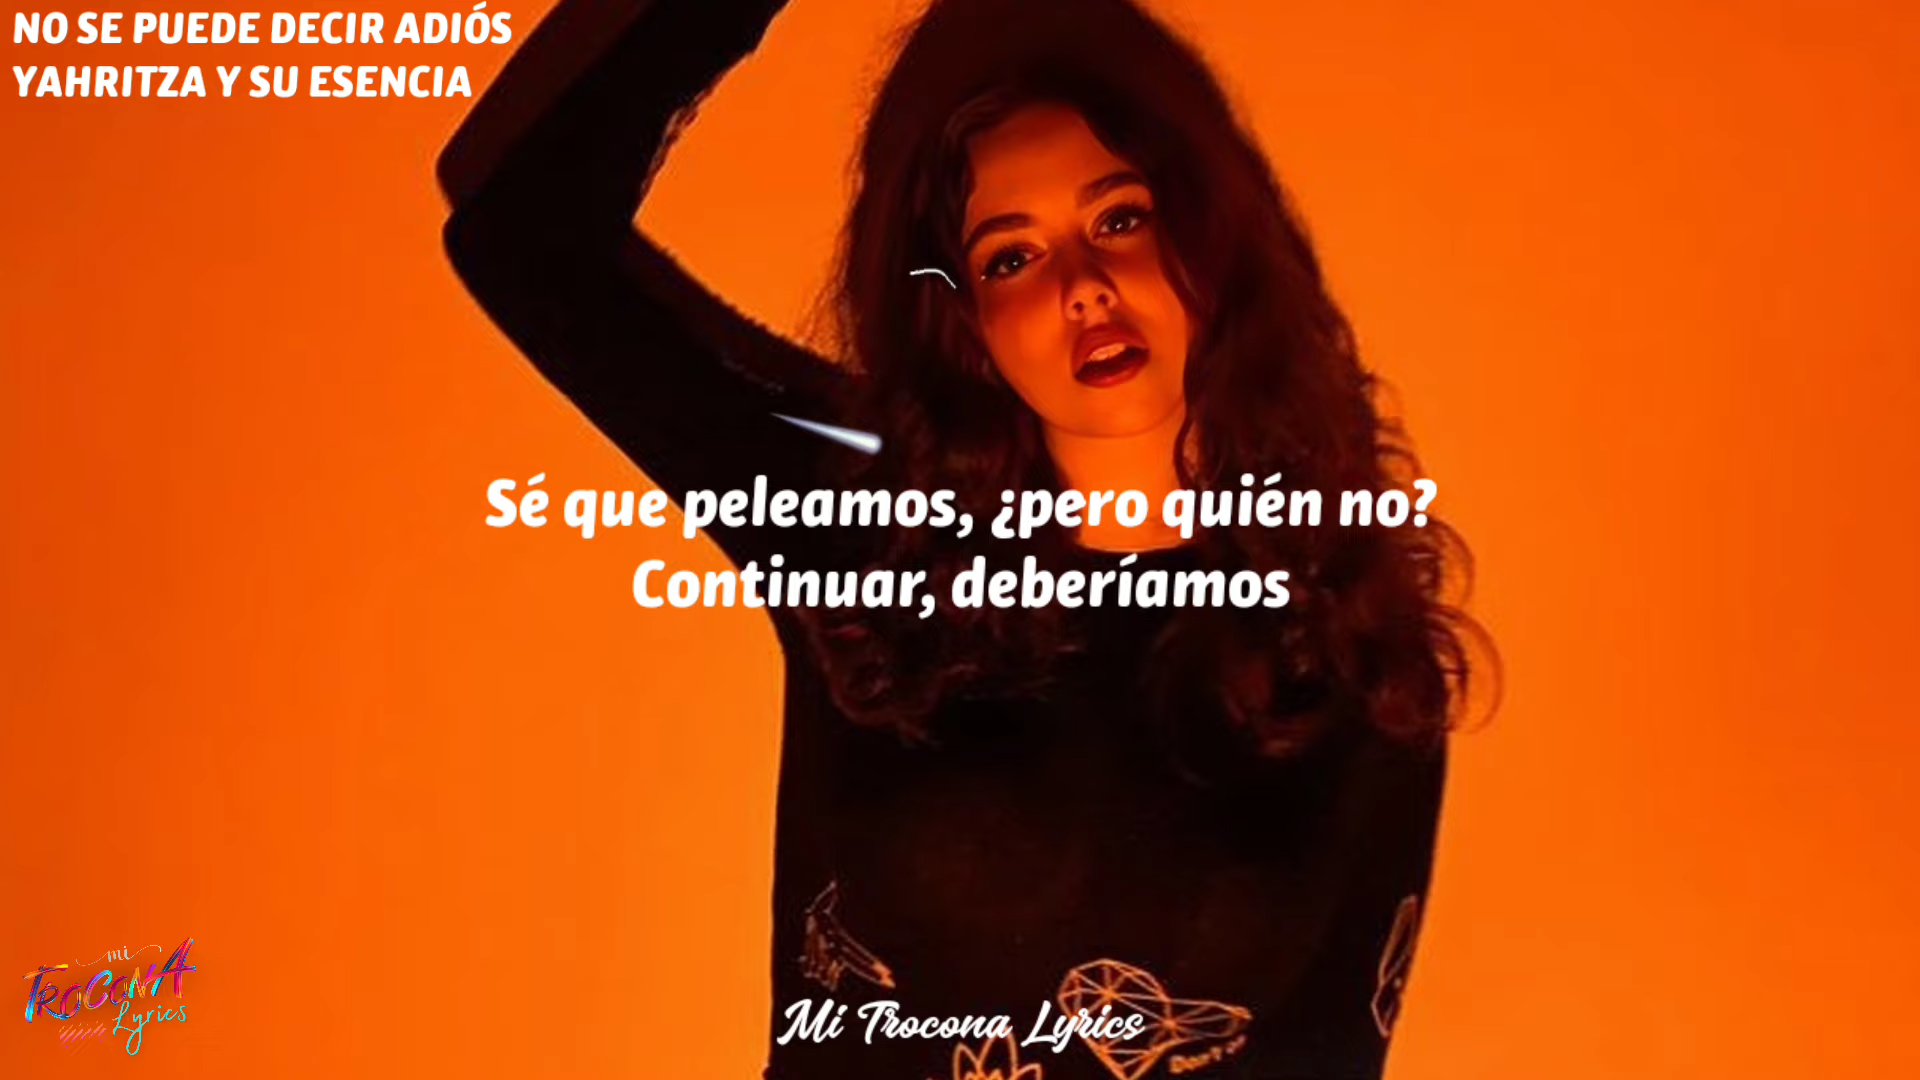 NO SE PUEDE DECIR ADIÓS
YAHRITZA Y SU ESENCIA
Sé que peleamos, ¿pero quién no?
Continuar, deberíamos
mi
TROCONA
Lyrics
Mi Trocona Lyrics